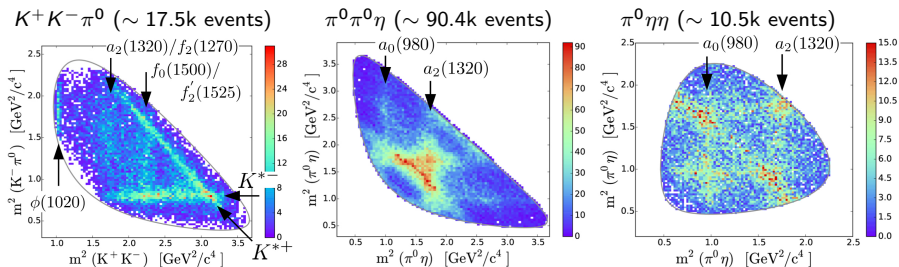 K⁺K⁻π⁰ (∼ 17.5k events)
a₂(1320)/f₂(1270)
f₀(1500)/
f₂′(1525)
ϕ(1020)
K*⁻
K*⁺
2.5
2.0
1.5
1.0
0.5
m² (K⁻ π⁰) [GeV²/c⁴]
1.0 1.5 2.0 2.5 3.0 3.5
m² (K⁺K⁻) [GeV²/c⁴]
28
24
20
16
12
8
4
0
π⁰π⁰η (∼ 90.4k events)
a₀(980)
a₂(1320)
3.5
3.0
2.5
2.0
1.5
1.0
0.5
m² (π⁰ η) [GeV²/c⁴]
0.5 1.0 1.5 2.0 2.5 3.0 3.5
m² (π⁰ η) [GeV²/c⁴]
90
80
70
60
50
40
30
20
10
0
π⁰ηη (∼ 10.5k events)
a₀(980)
a₂(1320)
2.5
2.0
1.5
1.0
0.5
m² (π⁰ η) [GeV²/c⁴]
0.5 1.0 1.5 2.0 2.5
m² (π⁰ η) [GeV²/c⁴]
15.0
13.5
12.0
10.5
9.0
7.5
6.0
4.5
3.0
1.5
0.0